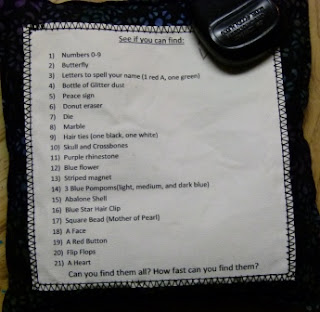 See if you can find:
1) Numbers 0-9
2) Butterfly
3) Letters to spell your name (1 red A, one green)
4) Bottle of Glitter dust
5) Peace sign
6) Donut eraser
7) Die
8) Marble
9) Hair ties (one black, one white)
10) Skull and Crossbones
11) Purple rhinestone
12) Blue flower
13) Striped magnet
14) 3 Blue Pompoms(light, medium, and dark blue)
15) Abalone Shell
16) Blue Star Hair Clip
17) Square Bead (Mother of Pearl)
18) A Face
19) A Red Button
20) Flip Flops
21) A Heart
Can you find them all? How fast can you find them?